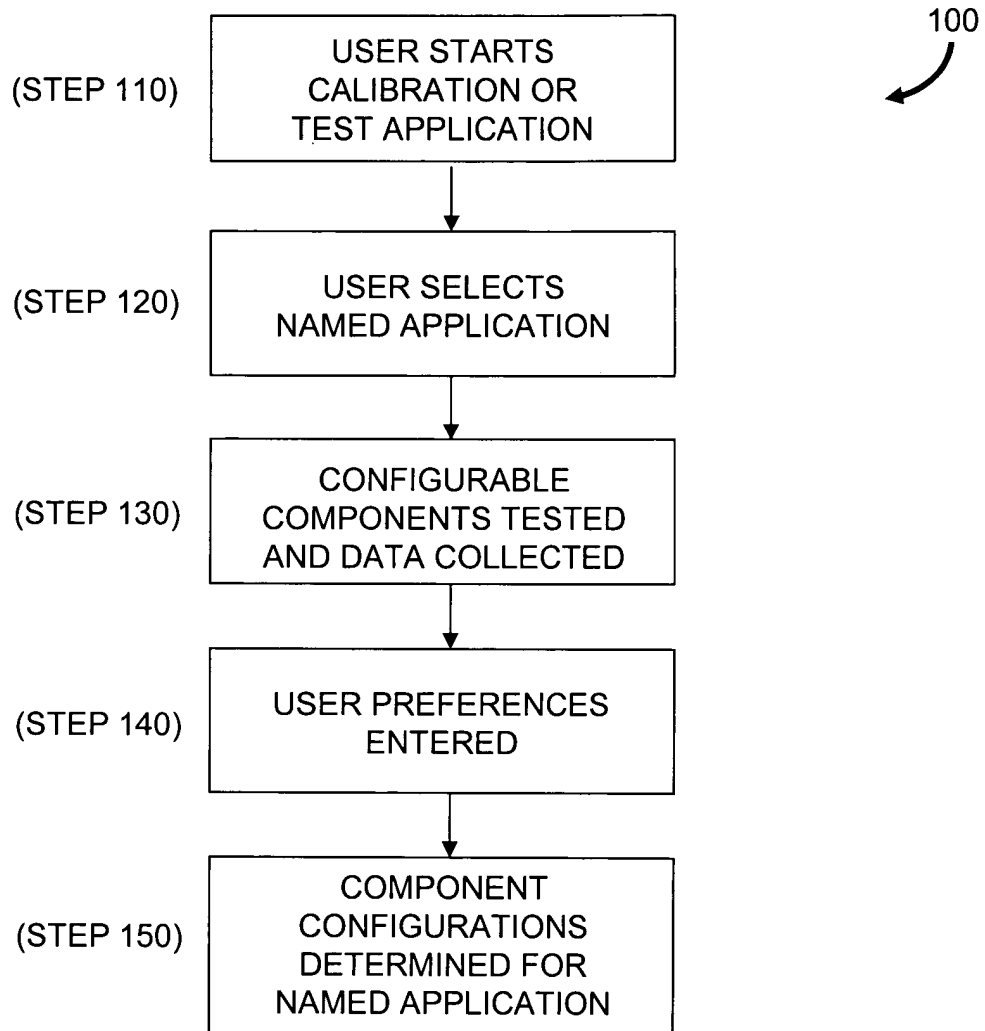 100
(STEP 110)
USER STARTS
CALIBRATION OR
TEST APPLICATION
(STEP 120)
USER SELECTS
NAMED APPLICATION
(STEP 130)
CONFIGURABLE
COMPONENTS TESTED
AND DATA COLLECTED
(STEP 140)
USER PREFERENCES
ENTERED
(STEP 150)
COMPONENT
CONFIGURATIONS
DETERMINED FOR
NAMED APPLICATION